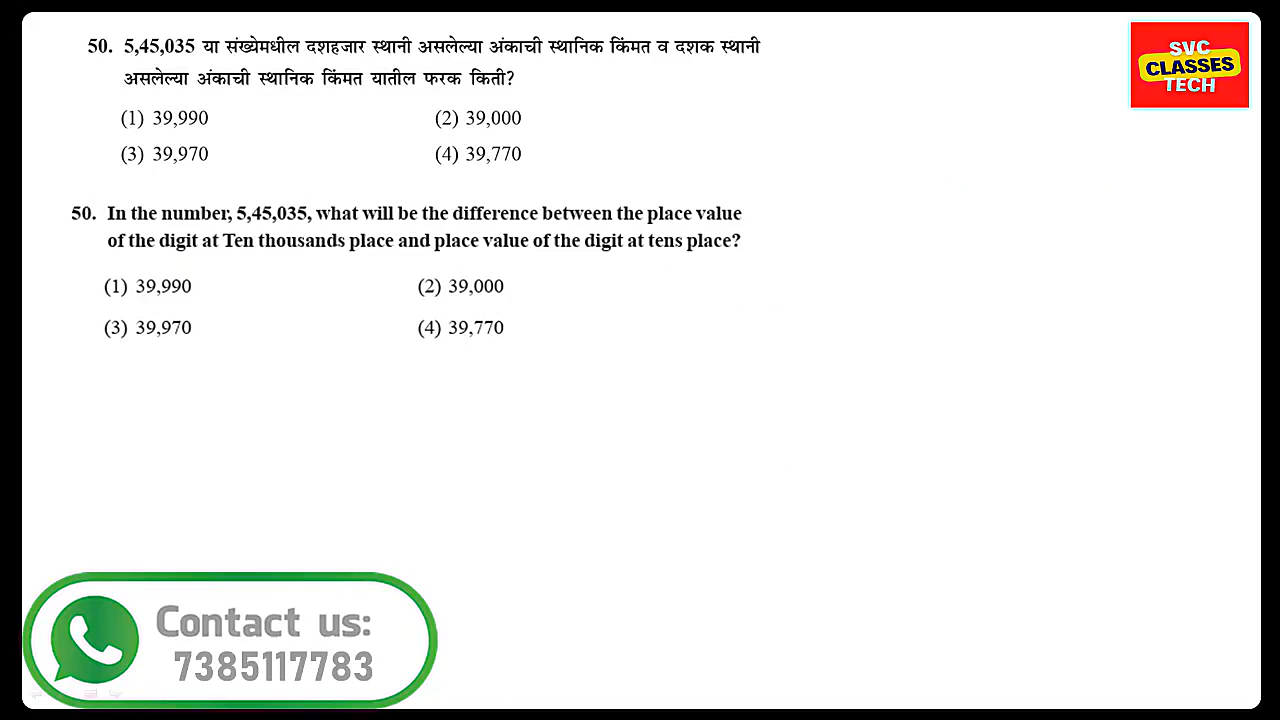 50. 5,45,035 या संख्येमधील दशहजार स्थानी असलेल्या अंकाची स्थानिक किंमत व दशक स्थानी
असलेल्या अंकाची स्थानिक किंमत यातील फरक किती?
(1) 39,990 (2) 39,000
(3) 39,970 (4) 39,770
SVC
CLASSES
TECH
50. In the number, 5,45,035, what will be the difference between the place value
of the digit at Ten thousands place and place value of the digit at tens place?
(1) 39,990 (2) 39,000
(3) 39,970 (4) 39,770
Contact us:
7385117783